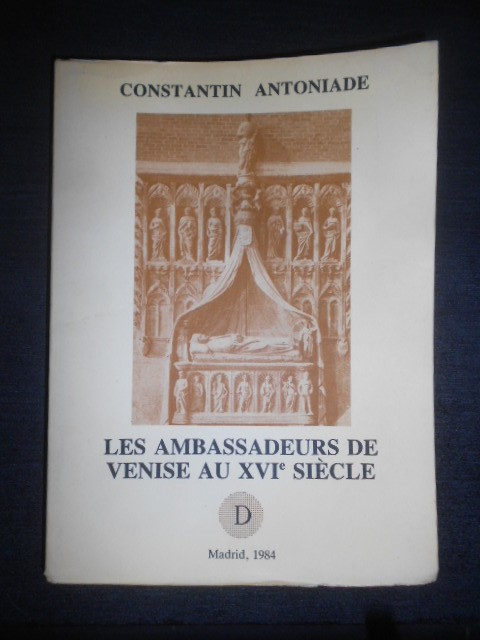 CONSTANTIN ANTONIADE
LES AMBASSADEURS DE
VENISE AU XVIᵉ SIÈCLE
D
Madrid, 1984